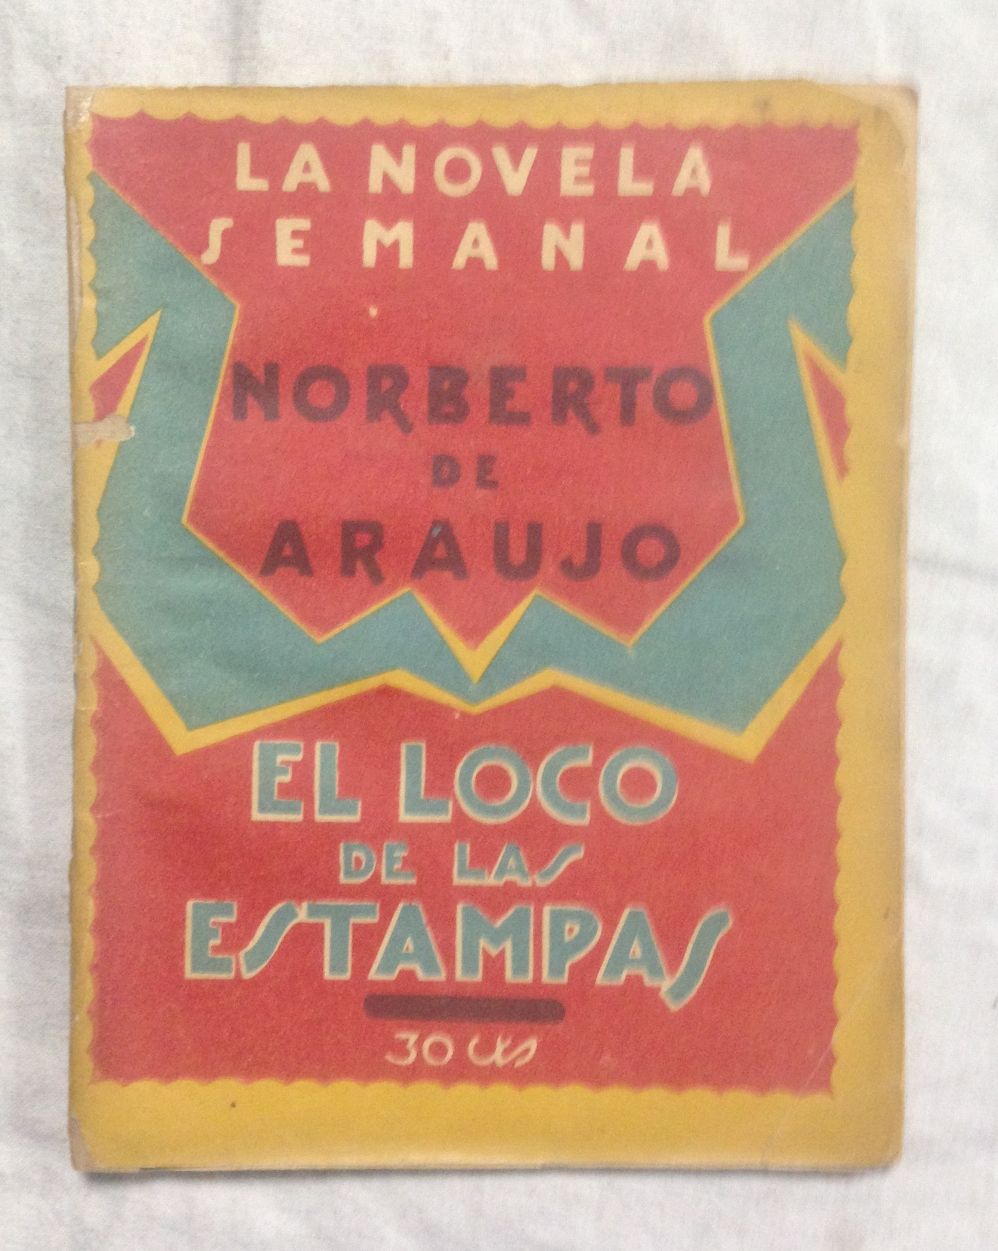 LA NOVELA
SEMANAL
NORBERTO
DE
ARAUJO
EL LOCO
DE LAS
ESTAMPAS
30 cts